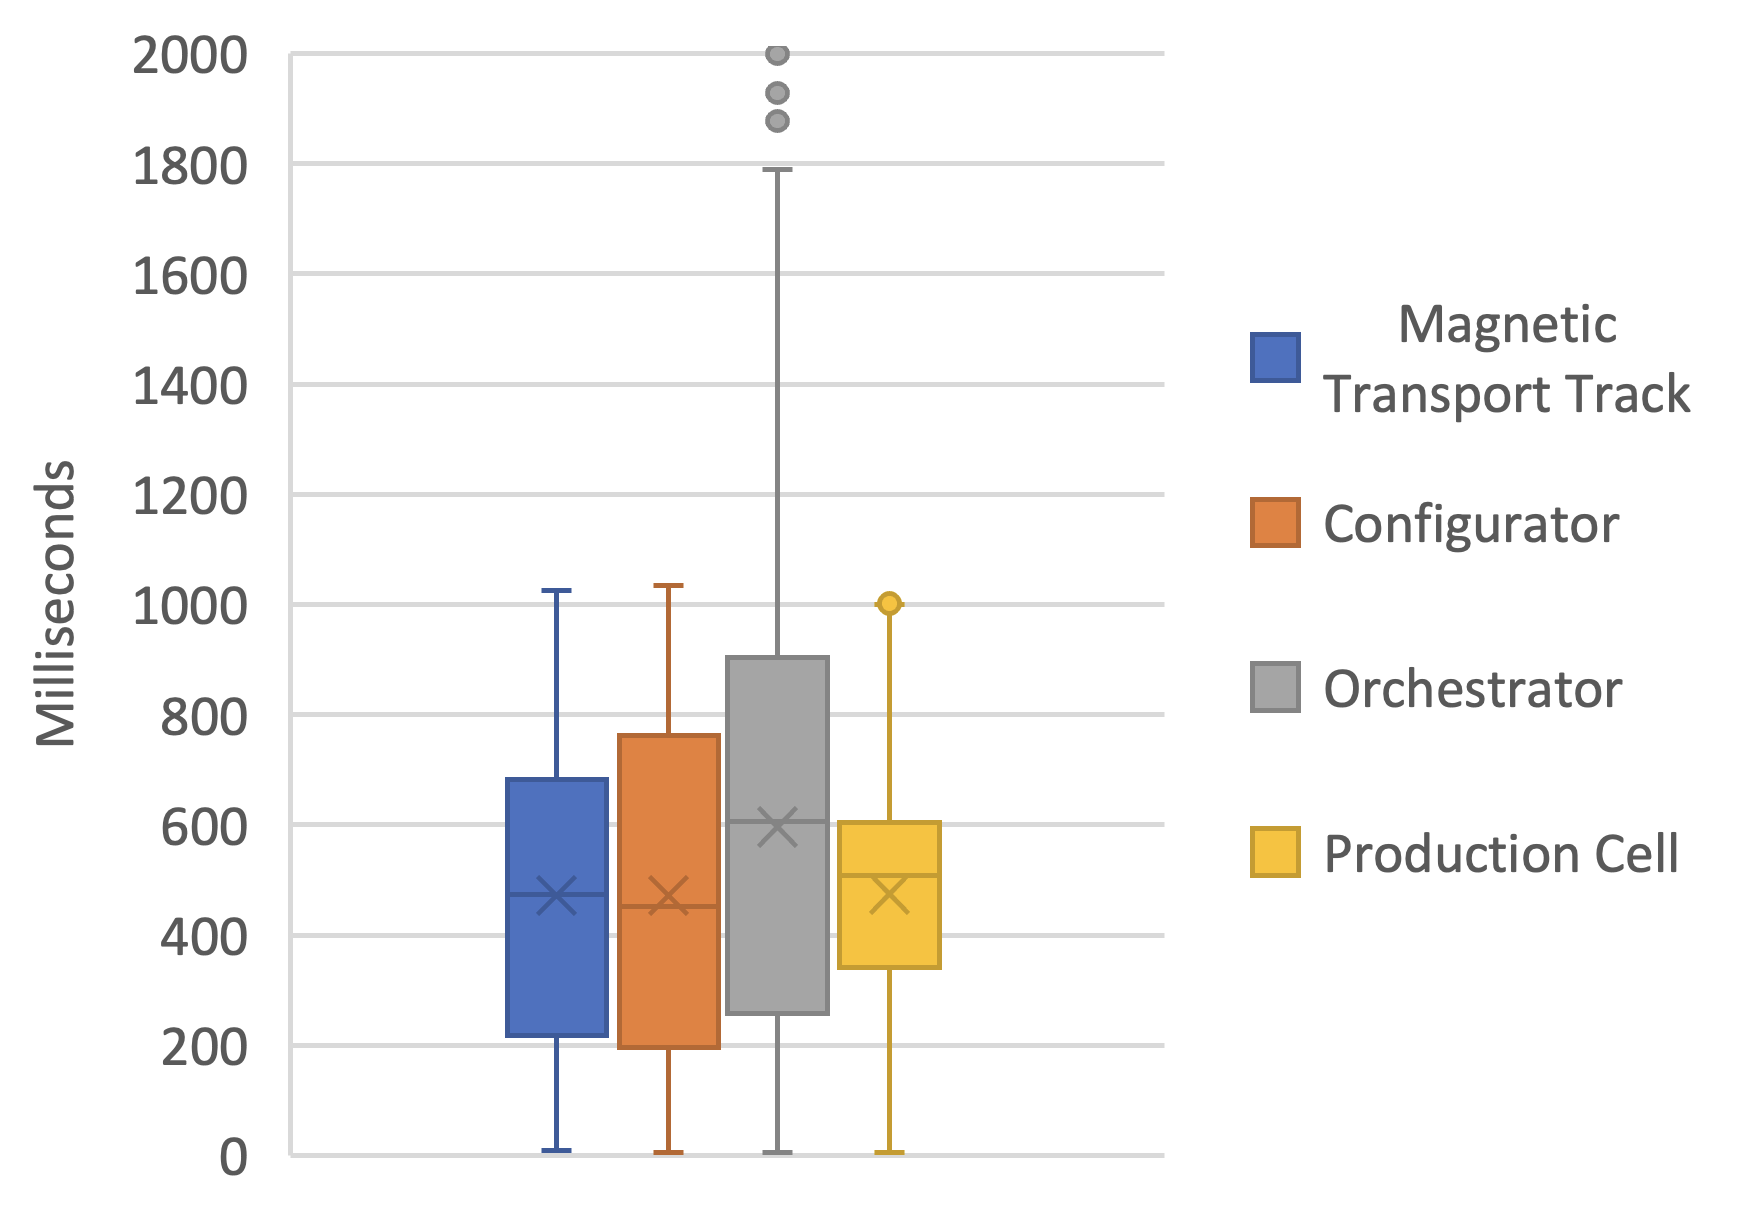 2000
1800
1600
1400
1200
1000
800
600
400
200
0
Milliseconds
Magnetic
Transport Track
Configurator
Orchestrator
Production Cell